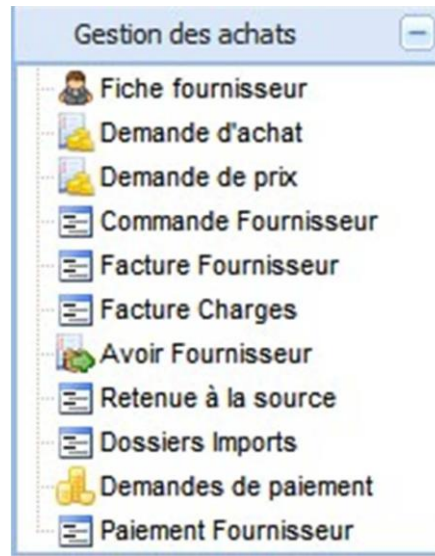 Gestion des achats
Fiche fournisseur
Demande d'achat
Demande de prix
Commande Fournisseur
Facture Fournisseur
Facture Charges
Avoir Fournisseur
Retenue à la source
Dossiers Imports
Demandes de paiement
Paiement Fournisseur